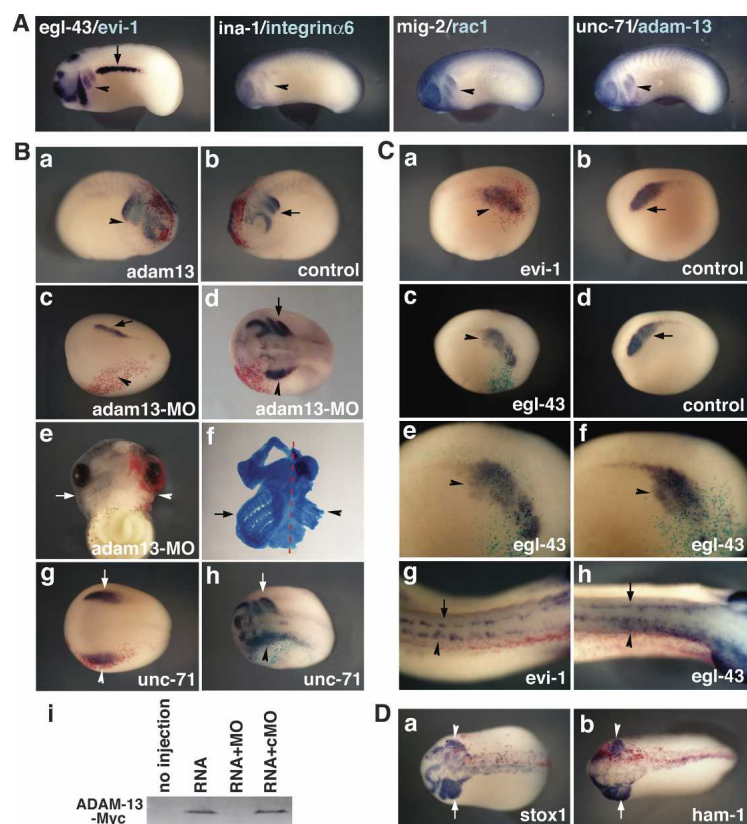 A
egl-43/evi-1
ina-1/integrinα6
mig-2/rac1
unc-71/adam-13
B
a
adam13
b
control
C
a
evi-1
b
control
c
adam13-MO
d
adam13-MO
c
egl-43
d
control
e
adam13-MO
f
e
egl-43
f
egl-43
g
unc-71
h
unc-71
g
evi-1
h
egl-43
i
no injection
RNA
RNA+MO
RNA+cMO
ADAM-13
-Myc
D
a
stox1
b
ham-1